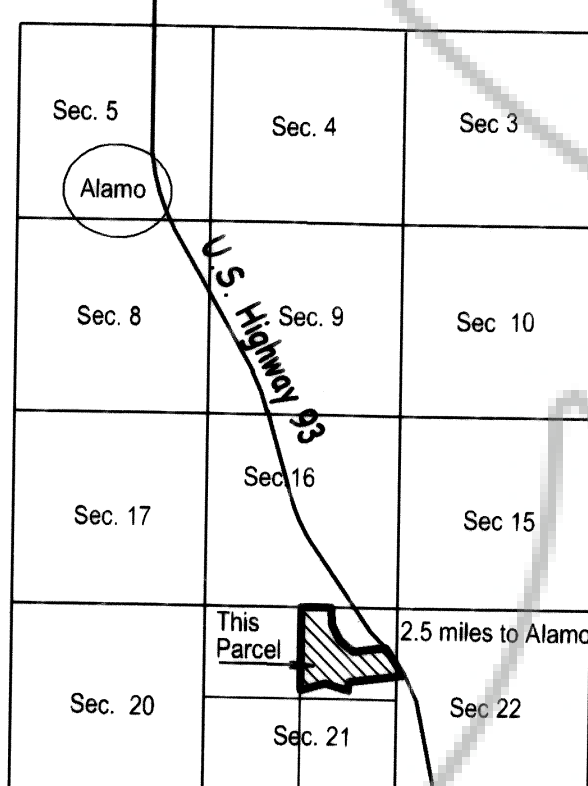 Sec. 5
Sec. 4
Sec 3
Alamo
U.S. Highway 93
Sec. 8
Sec. 9
Sec 10
Sec. 16
Sec. 17
Sec 15
This
Parcel
2.5 miles to Alamo
Sec. 20
Sec 22
Sec. 21